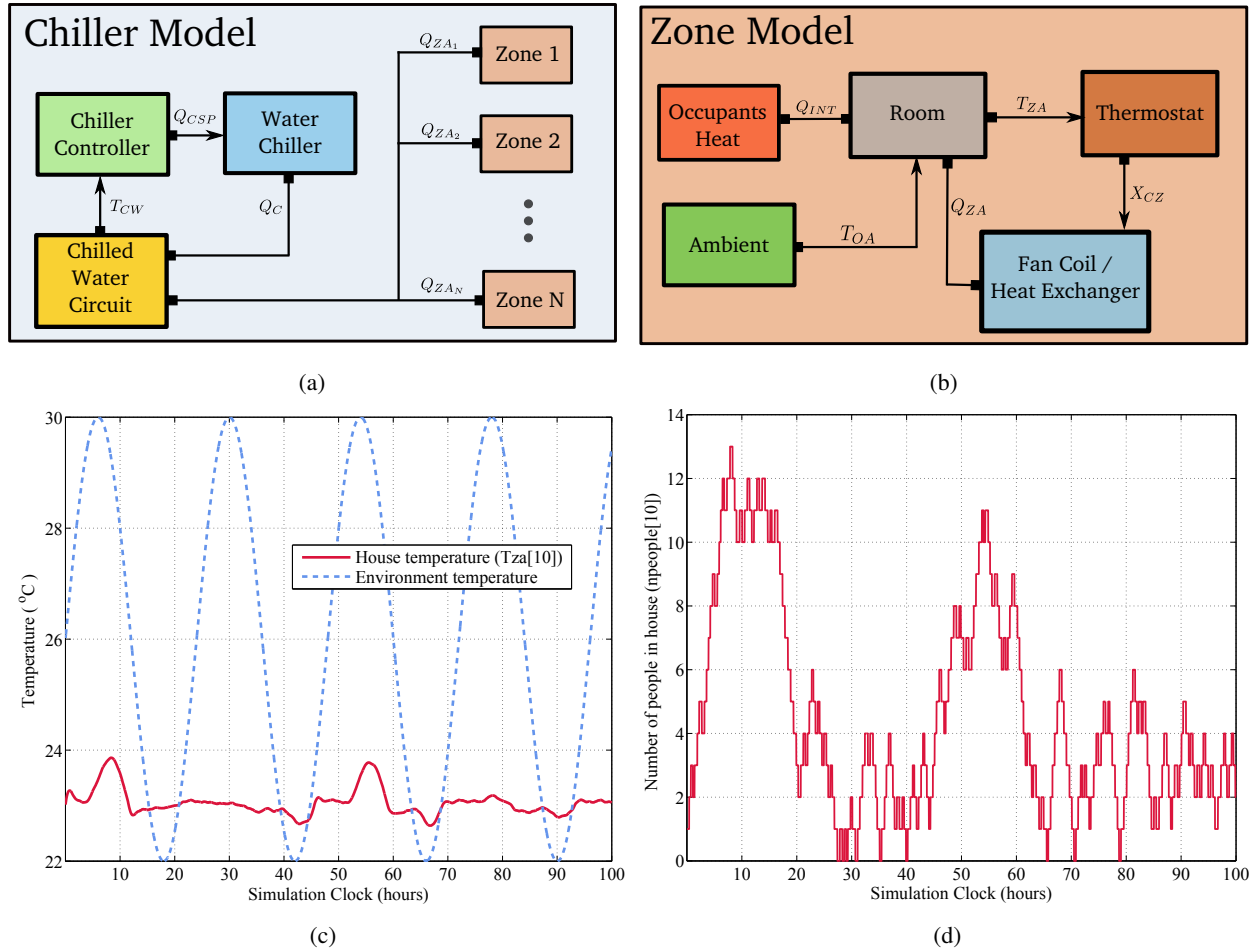 Chiller Model
Q_{ZA_1}
Zone 1
Chiller
Controller
Q_{CSP}
Water
Chiller
Q_{ZA_2}
Zone 2
T_{CW}
Q_C
Chilled
Water
Circuit
Q_{ZA_N}
Zone N
(a)
Zone Model
Occupants
Heat
Q_{INT}
Room
T_{ZA}
Thermostat
Ambient
T_{OA}
Q_{ZA}
X_{CZ}
Fan Coil /
Heat Exchanger
(b)
30
28
26
24
22
Temperature ( °C )
House temperature (Tza[10])
Environment temperature
10 20 30 40 50 60 70 80 90 100
Simulation Clock (hours)
(c)
14
12
10
8
6
4
2
0
Number of people in house (npeople[10])
10 20 30 40 50 60 70 80 90 100
Simulation Clock (hours)
(d)